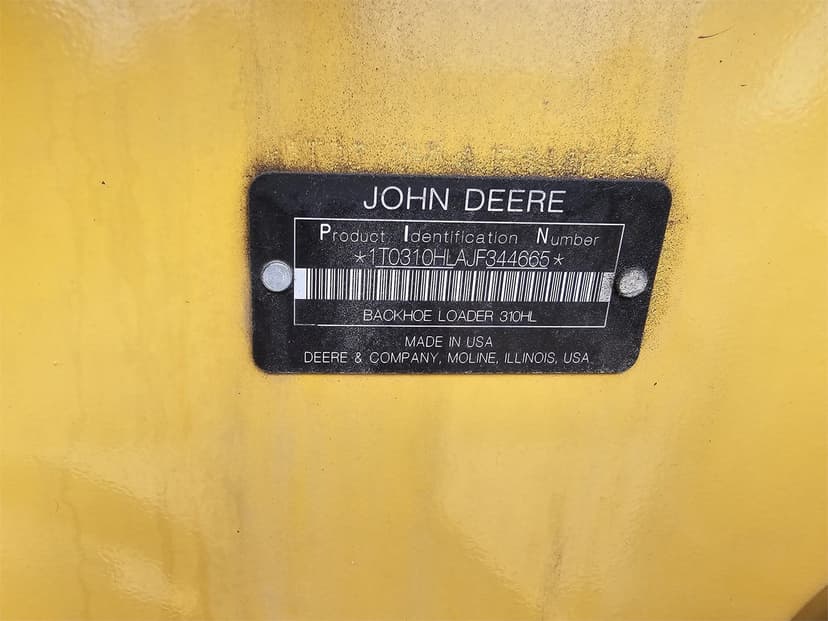 JOHN DEERE
Product Identification Number
*1T0310HLAJF344665*
BACKHOE LOADER 310HL
MADE IN USA
DEERE & COMPANY, MOLINE, ILLINOIS, USA